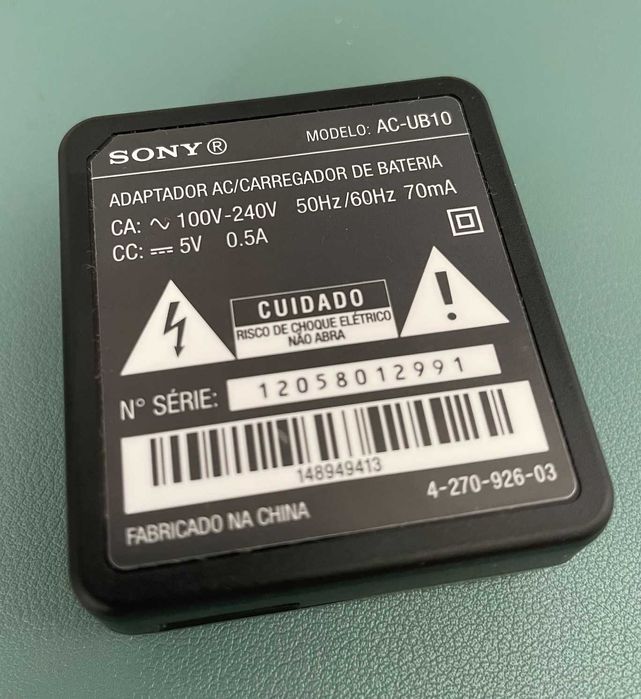 SONY® MODELO: AC-UB10
ADAPTADOR AC/CARREGADOR DE BATERIA
CA: ∿ 100V-240V 50Hz/60Hz 70mA
CC: ⎓ 5V 0.5A
CUIDADO
RISCO DE CHOQUE ELÉTRICO
NÃO ABRA
N° SÉRIE: 12058012991
148949413
4-270-926-03
FABRICADO NA CHINA